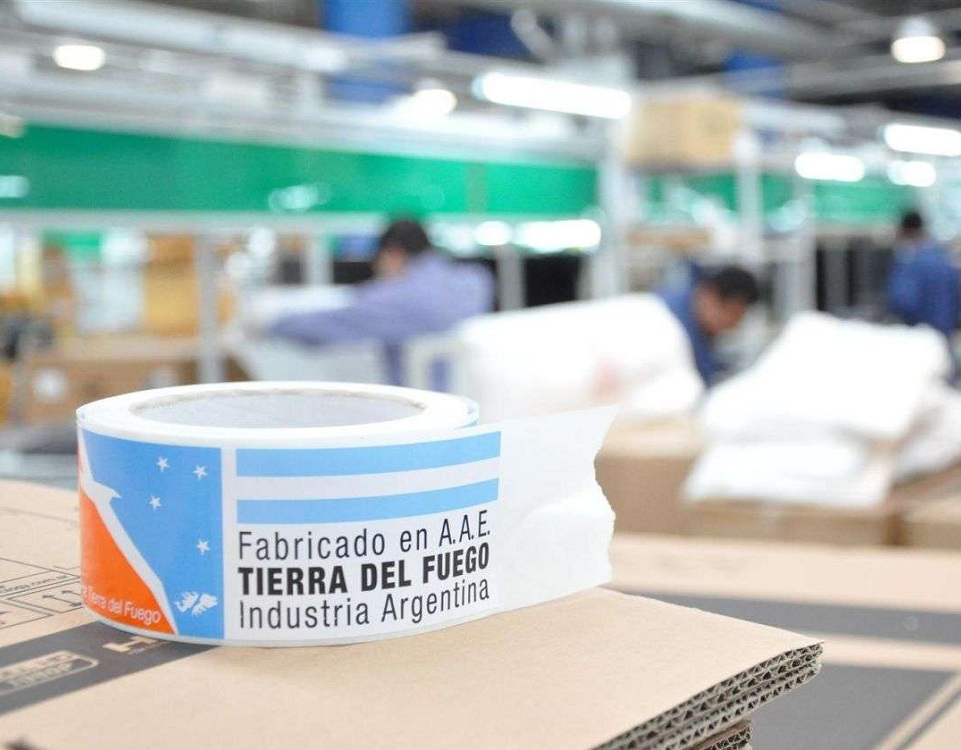 Fabricado en A.A.E.
TIERRA DEL FUEGO
Industria Argentina
Tierra del Fuego